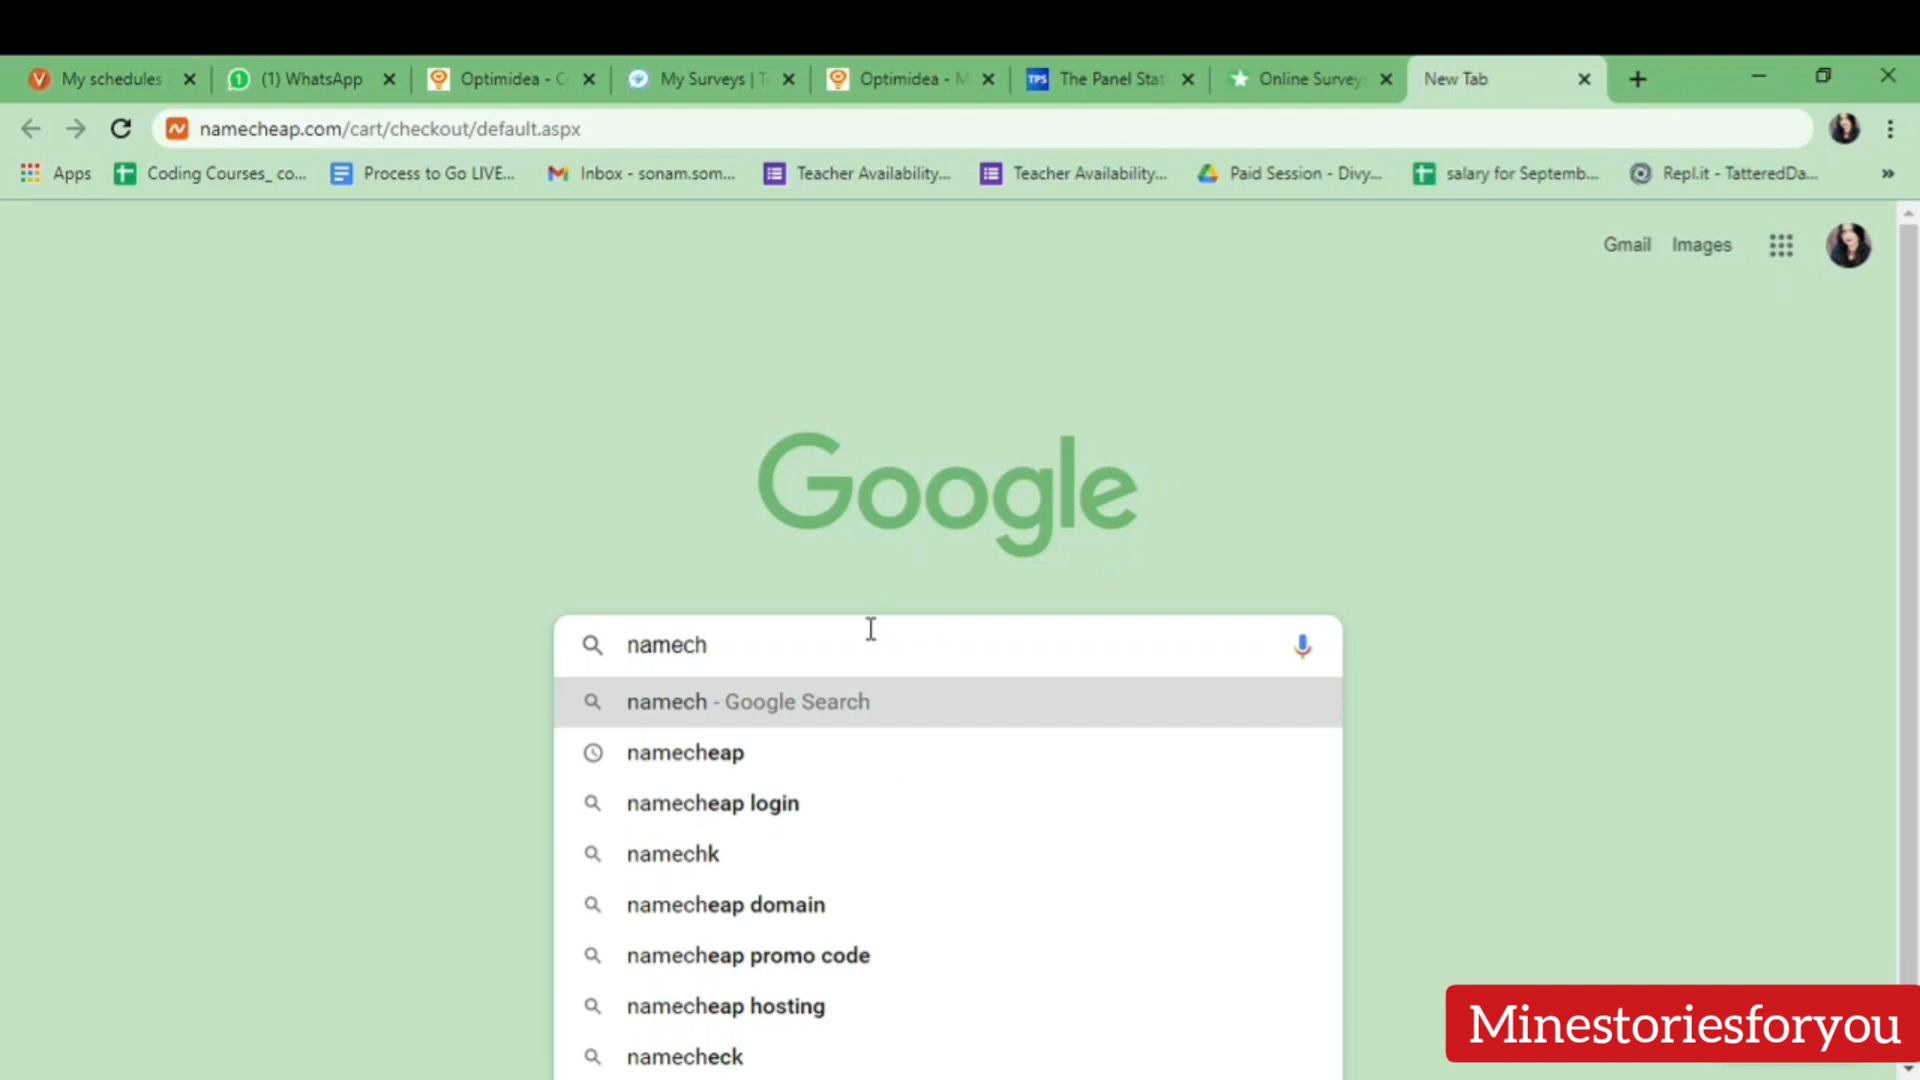 My schedules
(1) WhatsApp
Optimidea - C
My Surveys | T
Optimidea - M
TPS The Panel Stat
Online Survey
New Tab
namecheap.com/cart/checkout/default.aspx
Apps
Coding Courses_ co...
Process to Go LIVE...
Inbox - sonam.som...
Teacher Availability...
Teacher Availability...
Paid Session - Divy...
salary for Septemb...
Repl.it - TatteredDa...
Gmail
Images
Google
namech
namech - Google Search
namecheap
namecheap login
namechk
namecheap domain
namecheap promo code
namecheap hosting
namecheck
Minestoriesforyou